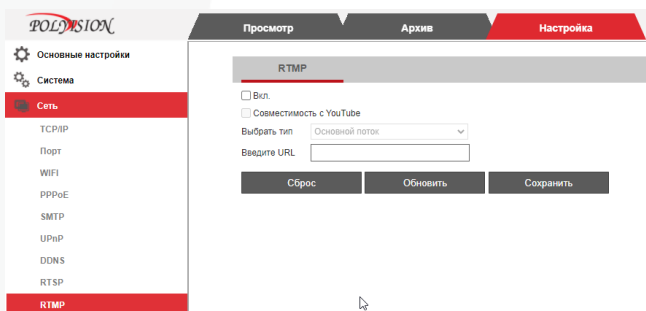 POLYVISION
Просмотр
Архив
Настройка
Основные настройки
Система
Сеть
TCP/IP
Порт
WIFI
PPPoE
SMTP
UPnP
DDNS
RTSP
RTMP
RTMP
Вкл.
Совместимость с YouTube
Выбрать тип Основной поток
Введите URL
Сброс Обновить Сохранить